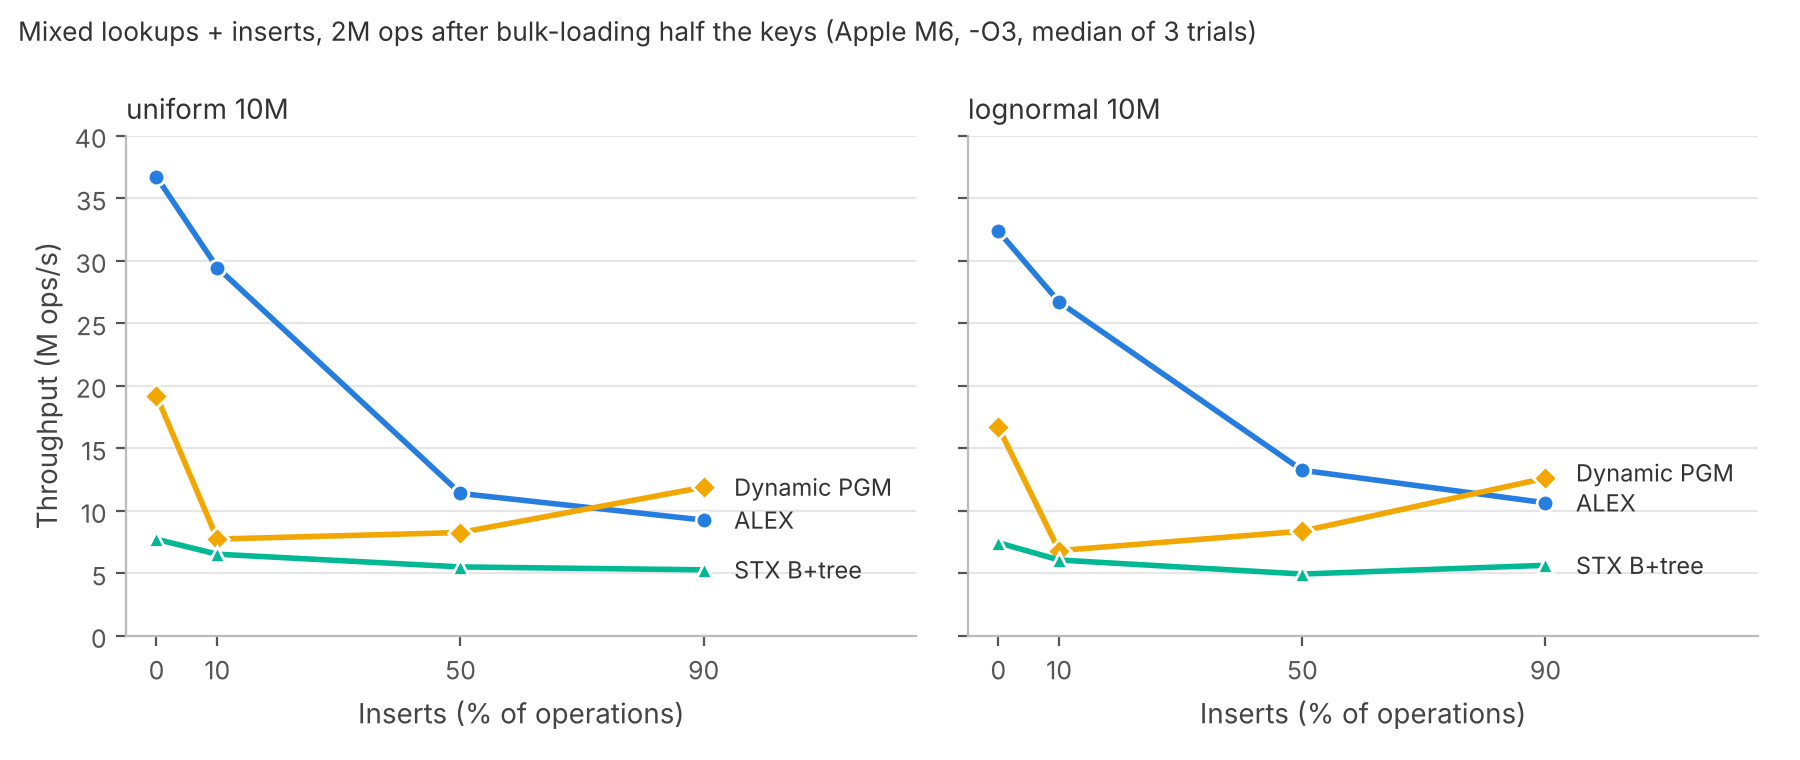 Mixed lookups + inserts, 2M ops after bulk-loading half the keys (Apple M6, -O3, median of 3 trials)
uniform 10M
lognormal 10M
Throughput (M ops/s)
40
35
30
25
20
15
10
5
0
Dynamic PGM
ALEX
STX B+tree
Dynamic PGM
ALEX
STX B+tree
0 10 50 90
0 10 50 90
Inserts (% of operations)
Inserts (% of operations)